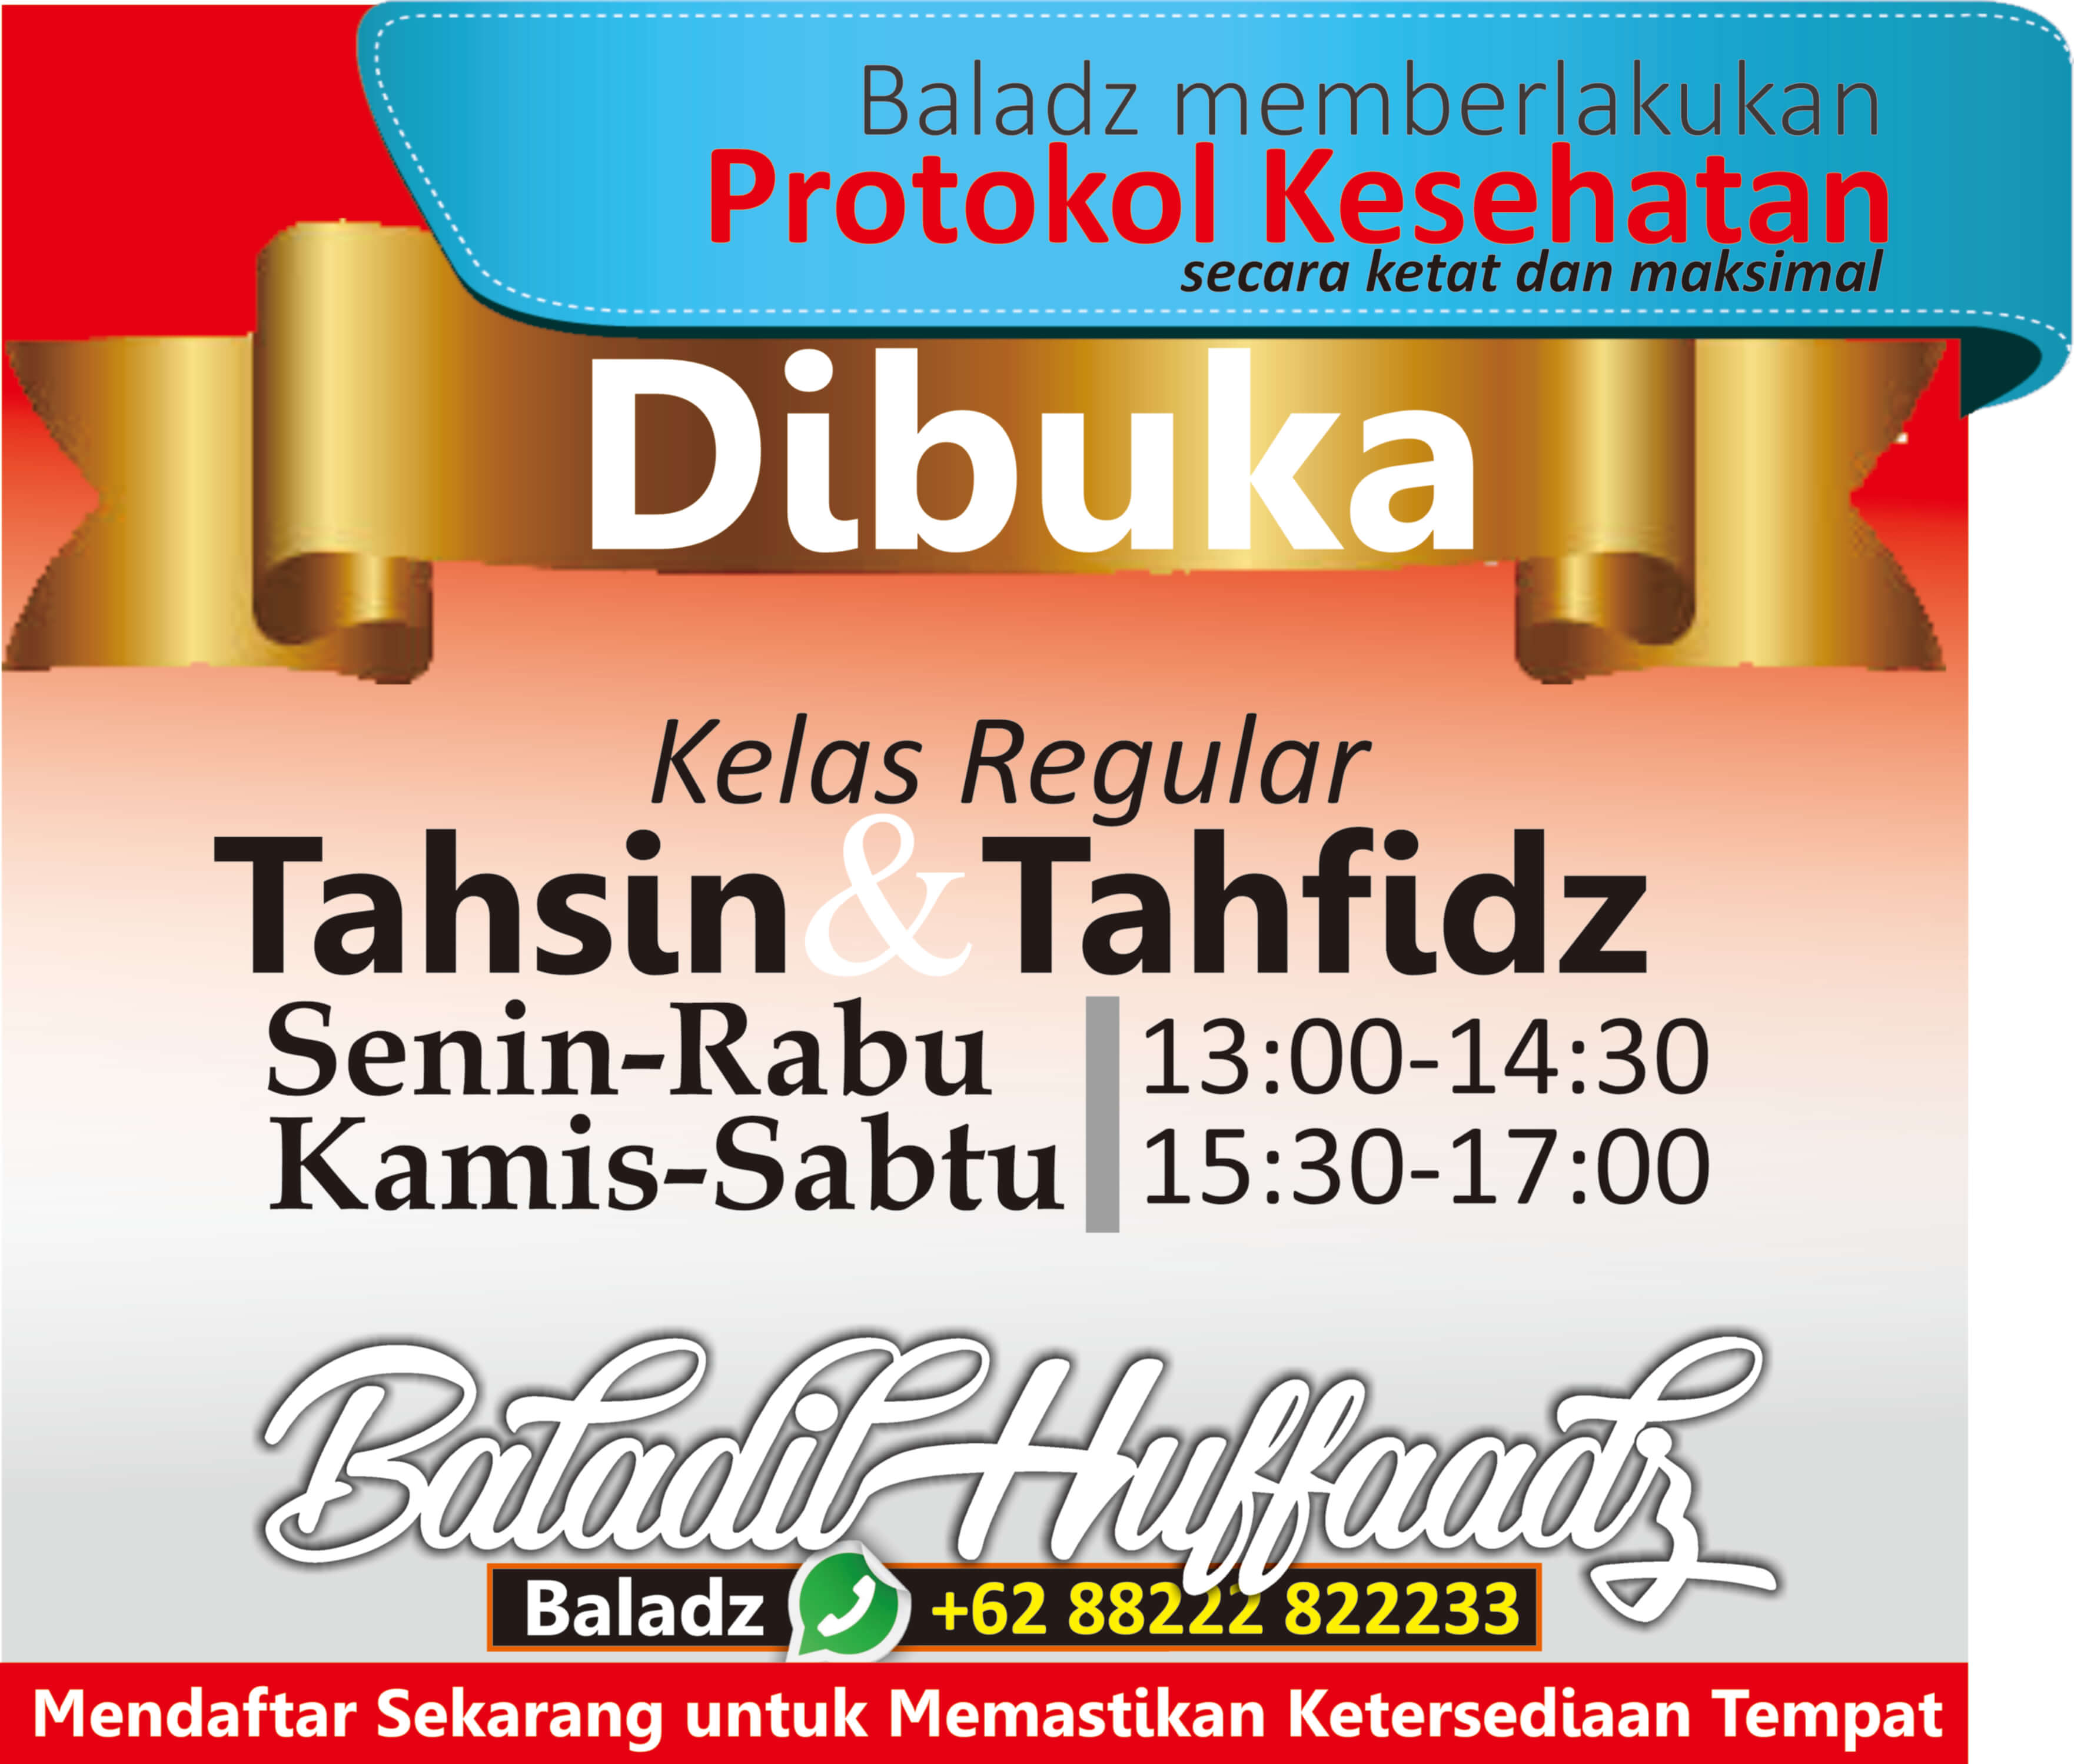 Baladz memberlakukan
Protokol Kesehatan
secara ketat dan maksimal
Dibuka
Kelas Regular
Tahsin & Tahfidz
Senin-Rabu 13:00-14:30
Kamis-Sabtu 15:30-17:00
Baladil Huffaadz
Baladz +62 88222 822233
Mendaftar Sekarang untuk Memastikan Ketersediaan Tempat